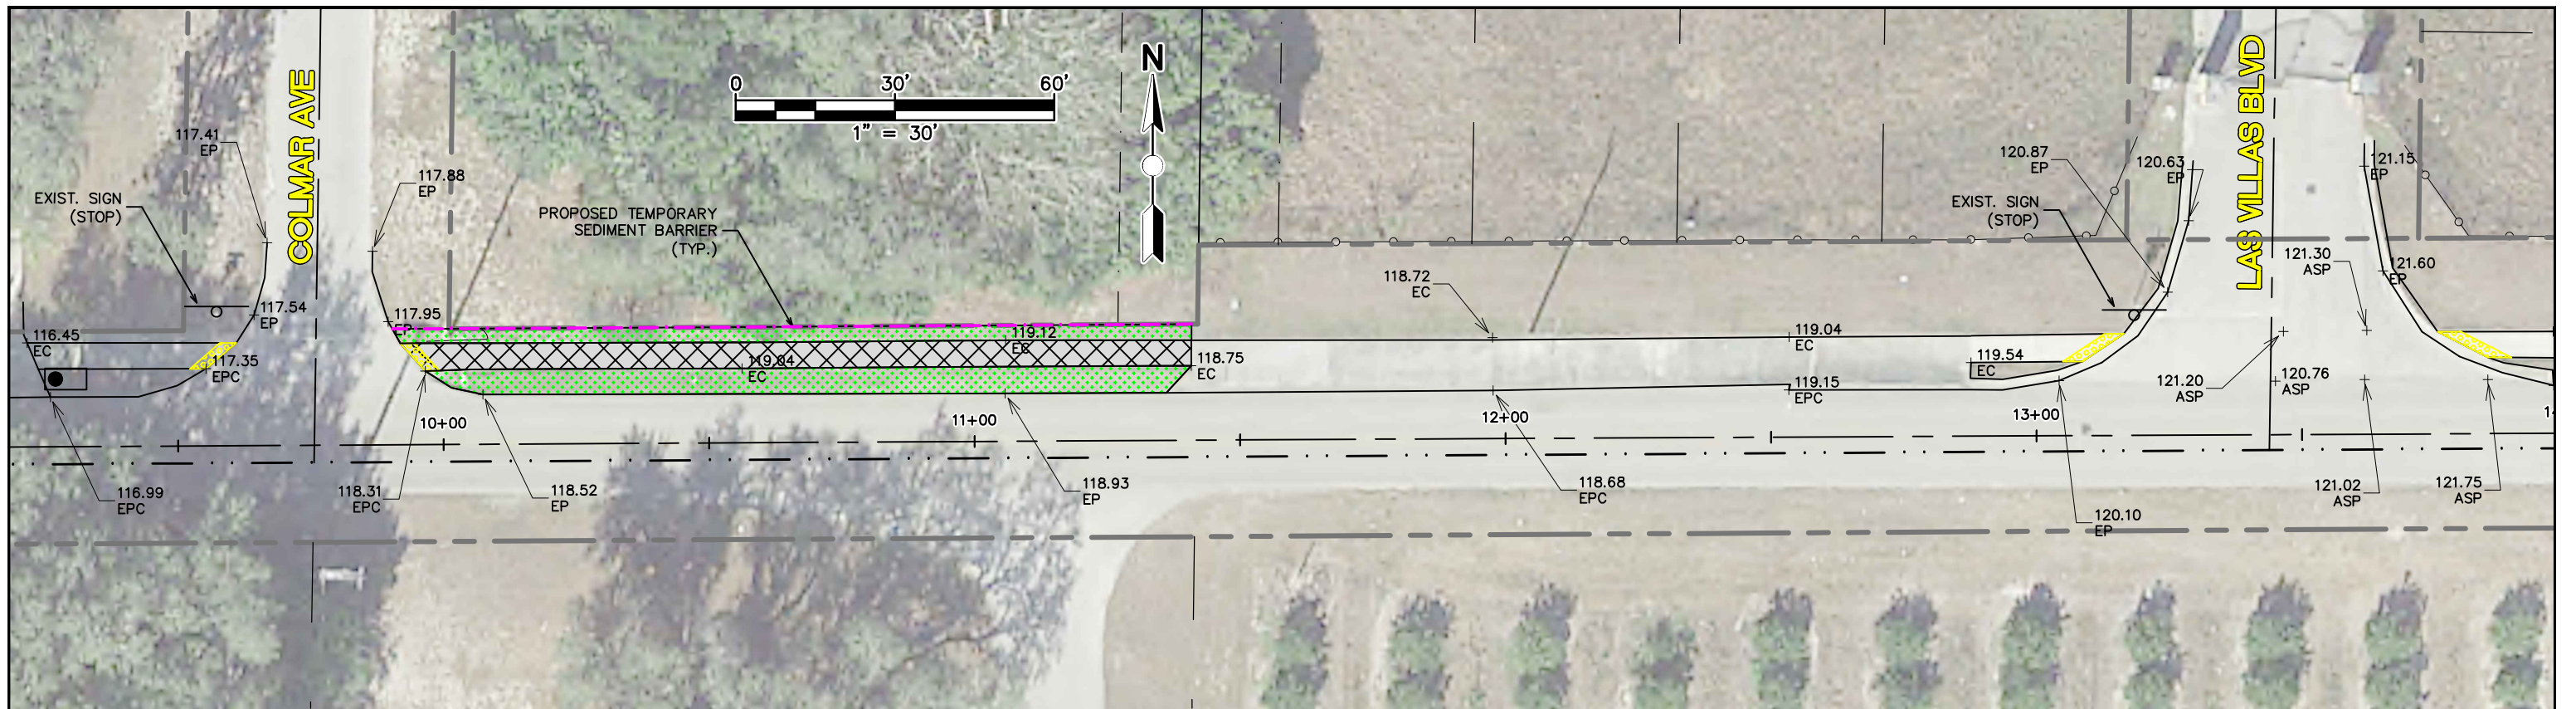 0 30' 60'
1" = 30'
N
COLMAR AVE
LAS VILLAS BLVD
117.41
EP
117.88
EP
EXIST. SIGN
(STOP)
PROPOSED TEMPORARY
SEDIMENT BARRIER
(TYP.)
117.54
EP
117.95
EP
116.45
EC
117.35
EPC
119.12
EC
119.04
EC
118.75
EC
118.72
EC
119.04
EC
119.54
EC
119.15
EPC
120.87
EP
120.63
EP
EXIST. SIGN
(STOP)
121.15
EP
121.30
ASP
121.60
EP
121.20
ASP
120.76
ASP
10+00
11+00
12+00
13+00
116.99
EPC
118.31
EPC
118.52
EP
118.93
EP
118.68
EPC
120.10
EP
121.02
ASP
121.75
ASP